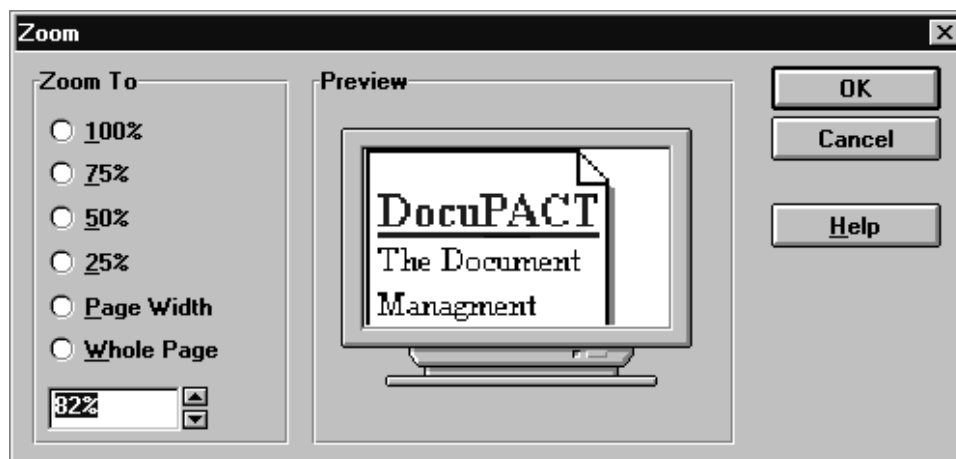 Zoom
Zoom To
100%
75%
50%
25%
Page Width
Whole Page
82%
Preview
DocuPACT
The Document
Managment
OK
Cancel
Help